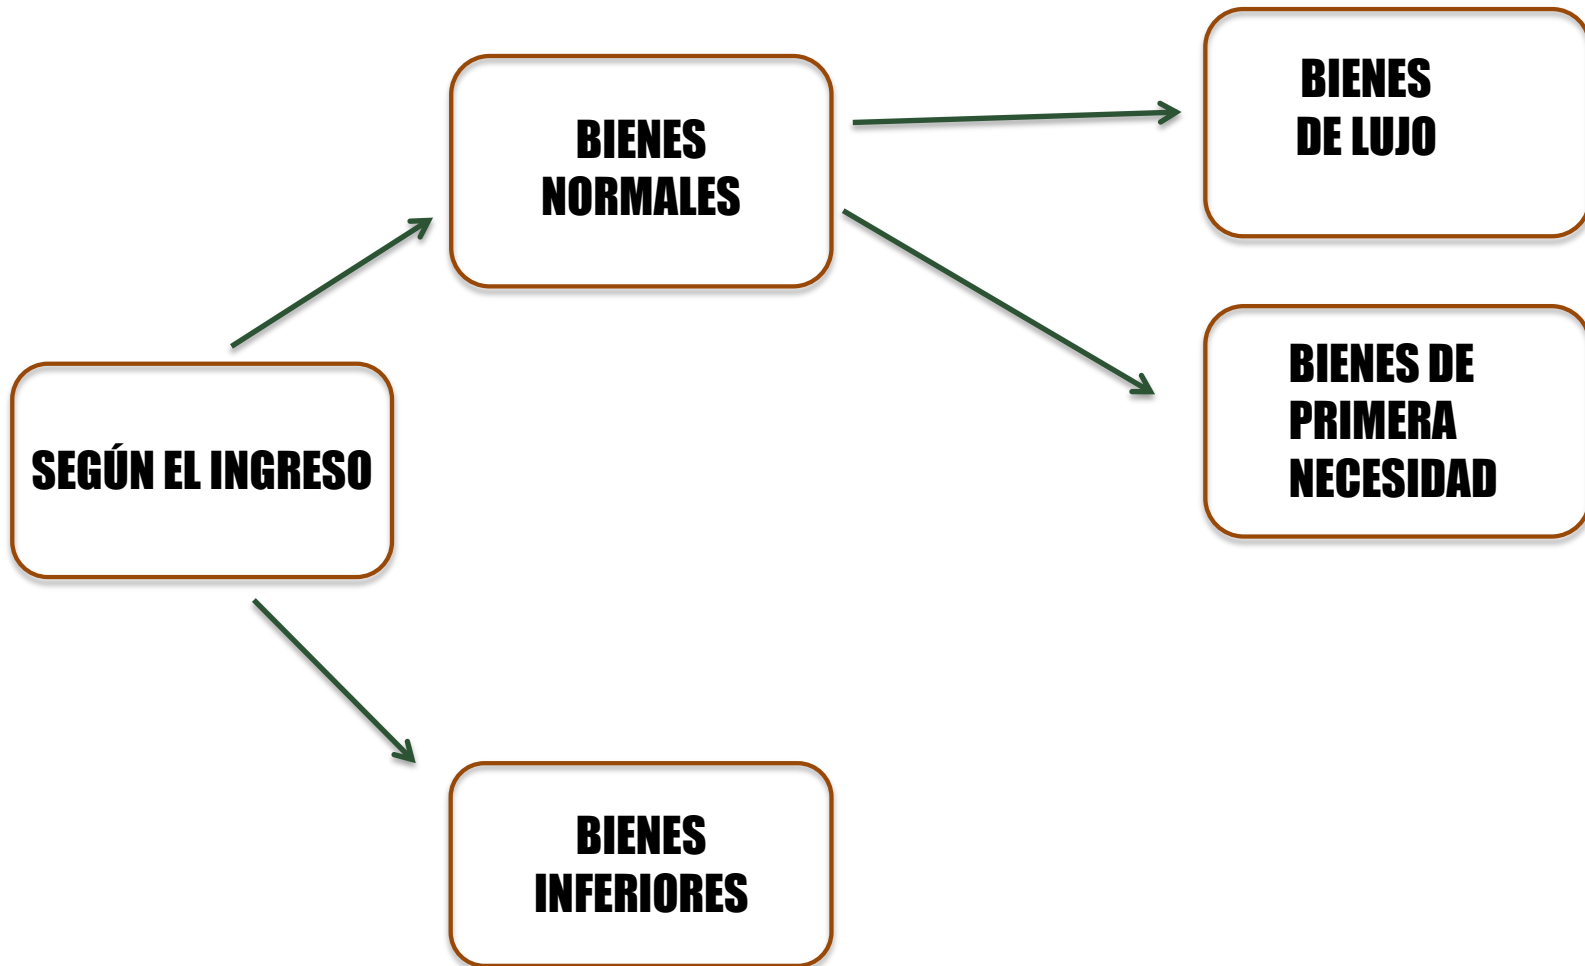 BIENES
NORMALES
BIENES
DE LUJO
BIENES DE
PRIMERA
NECESIDAD
SEGÚN EL INGRESO
BIENES
INFERIORES